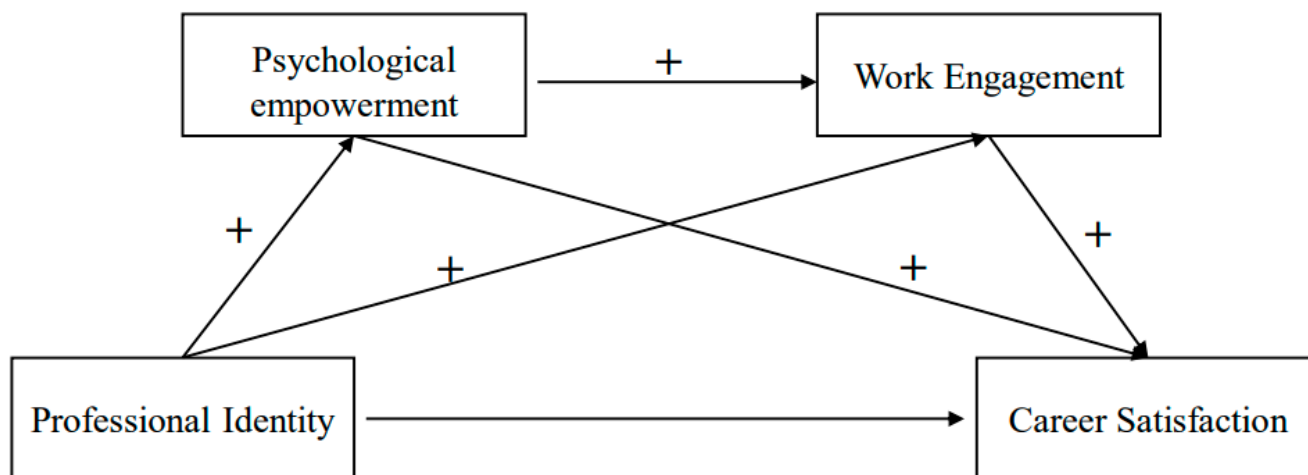 Psychological
empowerment
+
Work Engagement
+
+
+
+
Professional Identity
Career Satisfaction